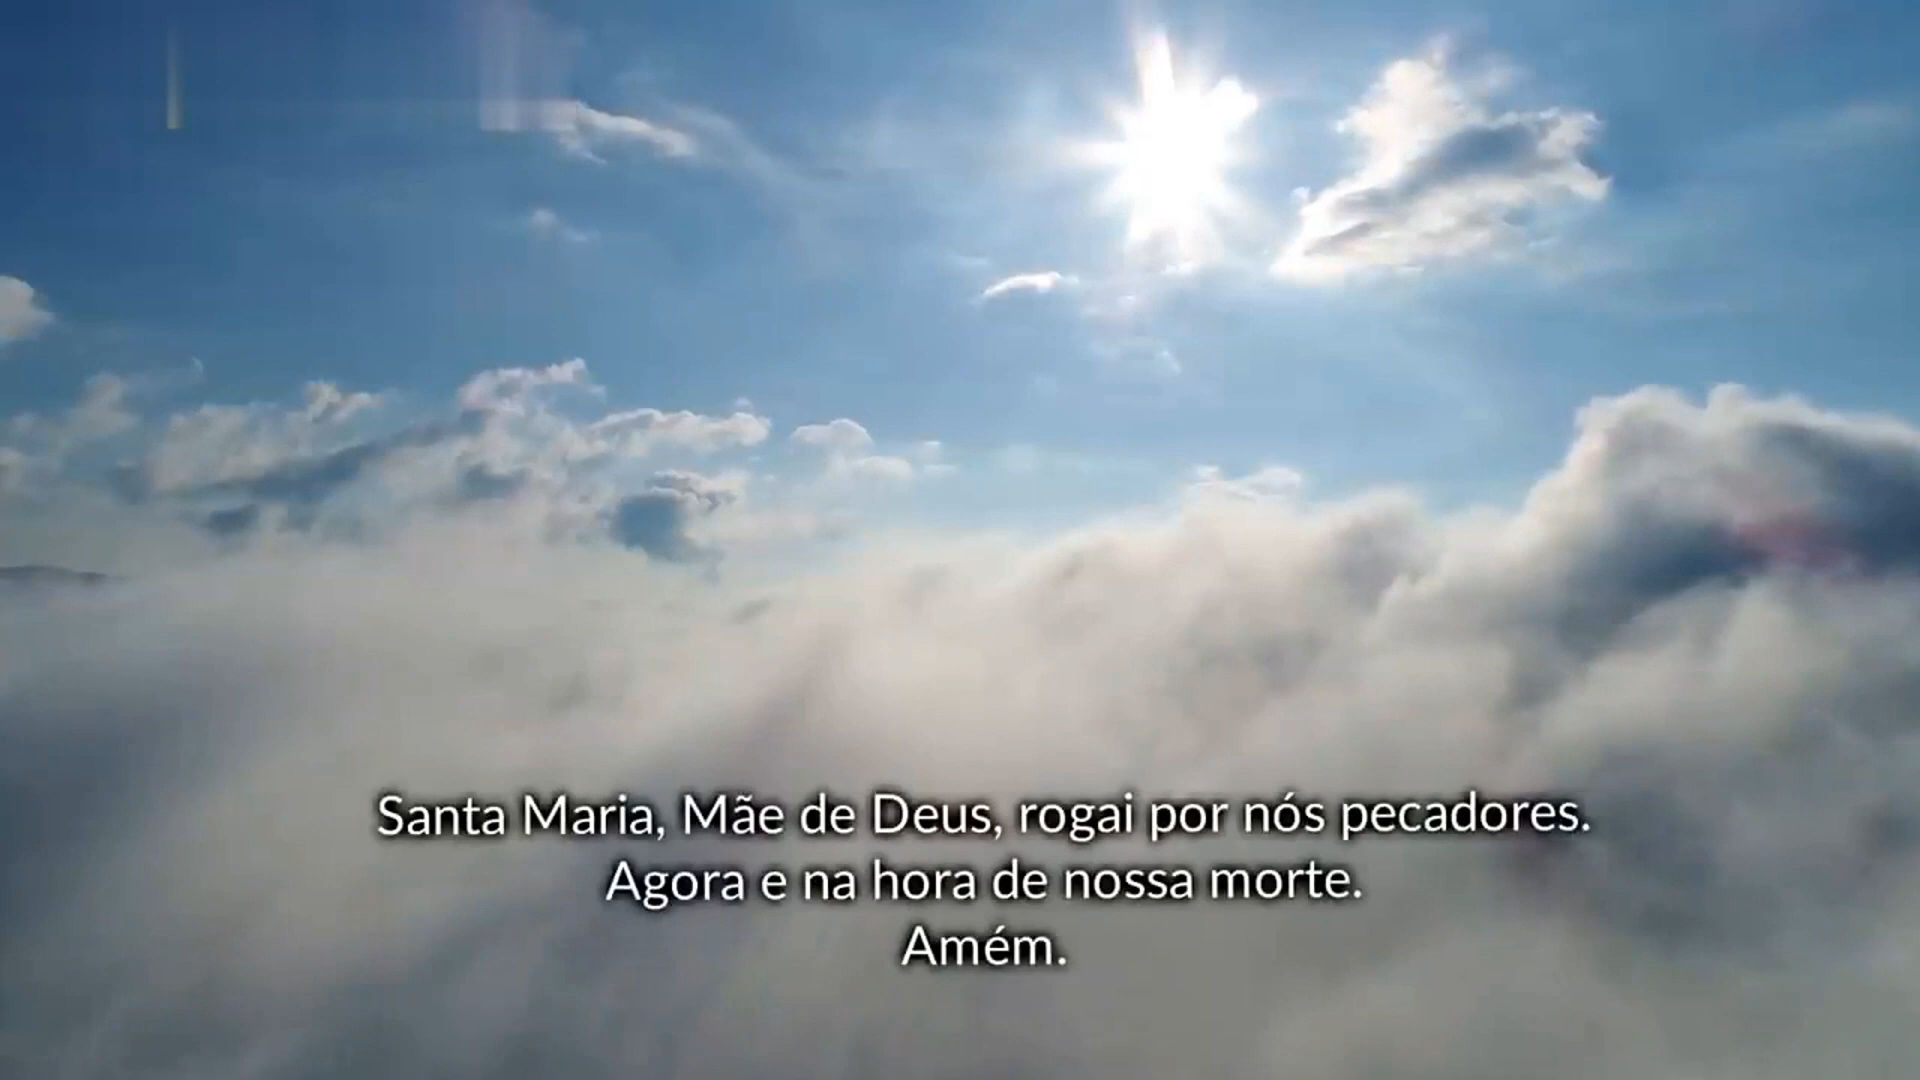 Santa Maria, Mãe de Deus, rogai por nós pecadores.
Agora e na hora de nossa morte.
Amém.